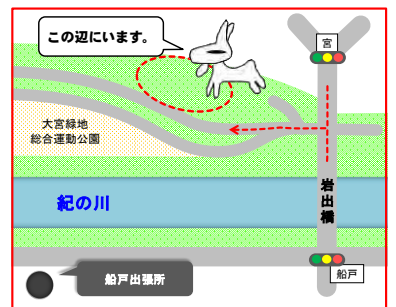 この辺にいます。
宮
大宮緑地
総合運動公園
岩出橋
紀の川
船戸出張所
船戸